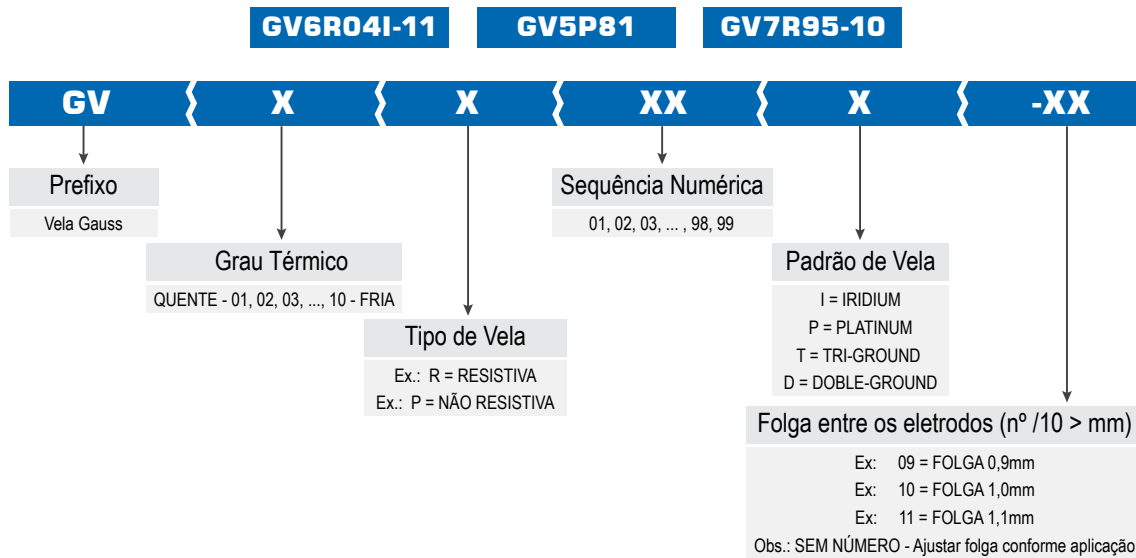 GV6R04I-11 GV5P81 GV7R95-10
GV X X XX X -XX
Prefixo
Vela Gauss
Grau Térmico
QUENTE - 01, 02, 03, ..., 10 - FRIA
Tipo de Vela
Ex.: R = RESISTIVA
Ex.: P = NÃO RESISTIVA
Sequência Numérica
01, 02, 03, ... , 98, 99
Padrão de Vela
I = IRIDIUM
P = PLATINUM
T = TRI-GROUND
D = DOBLE-GROUND
Folga entre os eletrodos (nº /10 > mm)
Ex: 09 = FOLGA 0,9mm
Ex: 10 = FOLGA 1,0mm
Ex: 11 = FOLGA 1,1mm
Obs.: SEM NÚMERO - Ajustar folga conforme aplicação